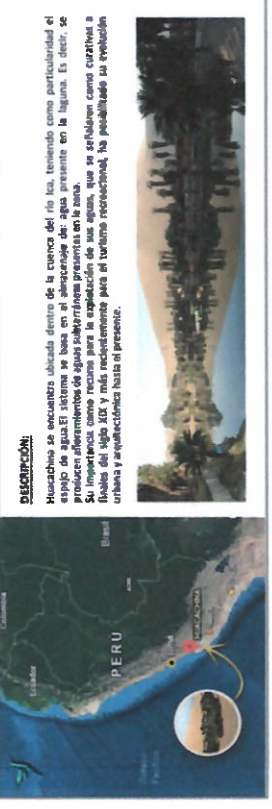 DESCRIPCIÓN:
Huacachina se encuentra ubicada dentro de la cuenca del río Ica, teniendo como particularidad el
espejo de agua.El sistema se basa en el almacenaje de: agua presente en la laguna. Es decir, se
producen afloramientos de aguas subterráneas presentes en la zona.
Su importancia como recurso para la explotación de sus aguas, que se señalaron como curativas a
finales del siglo XIX y más recientemente para el turismo recreacional, ha posibilitado su evolución
urbana y arquitectónica hasta el presente.
Colombia
Ecuador
Brasil
PERU
Lima
HUACACHINA